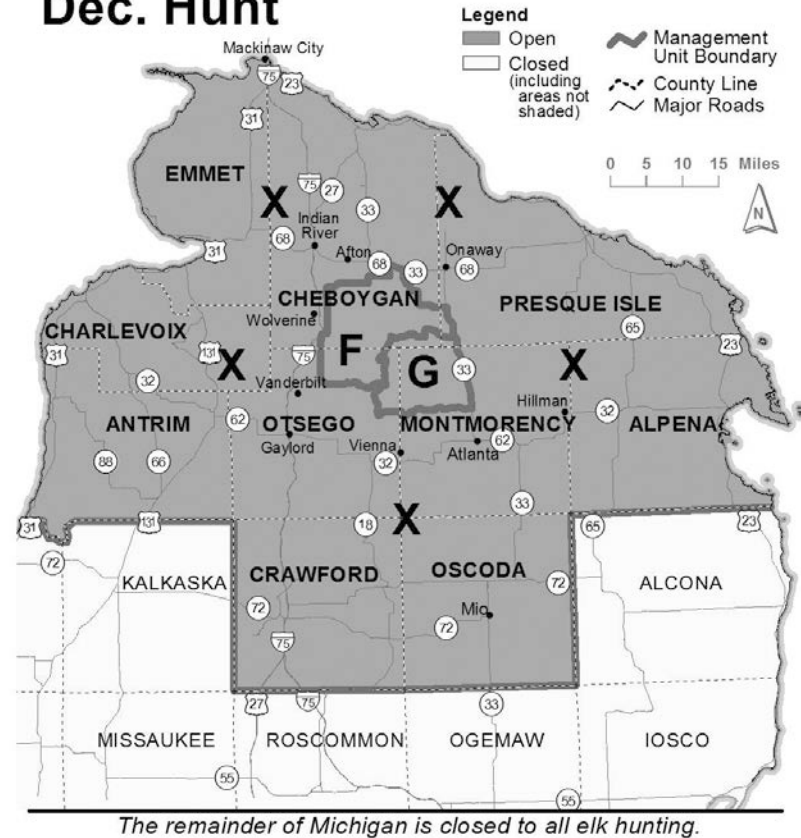 Dec. Hunt
Legend
Open
Closed
(including
areas not
shaded)
Management
Unit Boundary
County Line
Major Roads
0 5 10 15 Miles
N
Mackinaw City
75
23
31
EMMET
75
27
33
X
X
Indian
River
68
31
Afton
68
33
Onaway
68
CHEBOYGAN
PRESQUE ISLE
Wolverine
CHARLEVOIX
65
31
131
X
75
F
G
33
X
23
32
Vanderbilt
Hillman
32
ANTRIM
62
OTSEGO
MONTMORENCY
ALPENA
Gaylord
Vienna
62
Atlanta
88
66
32
33
31
131
18
X
65
23
72
KALKASKA
CRAWFORD
OSCODA
72
ALCONA
72
Mio
72
75
27
75
33
MISSAUKEE
ROSCOMMON
OGEMAW
IOSCO
55
55
The remainder of Michigan is closed to all elk hunting.